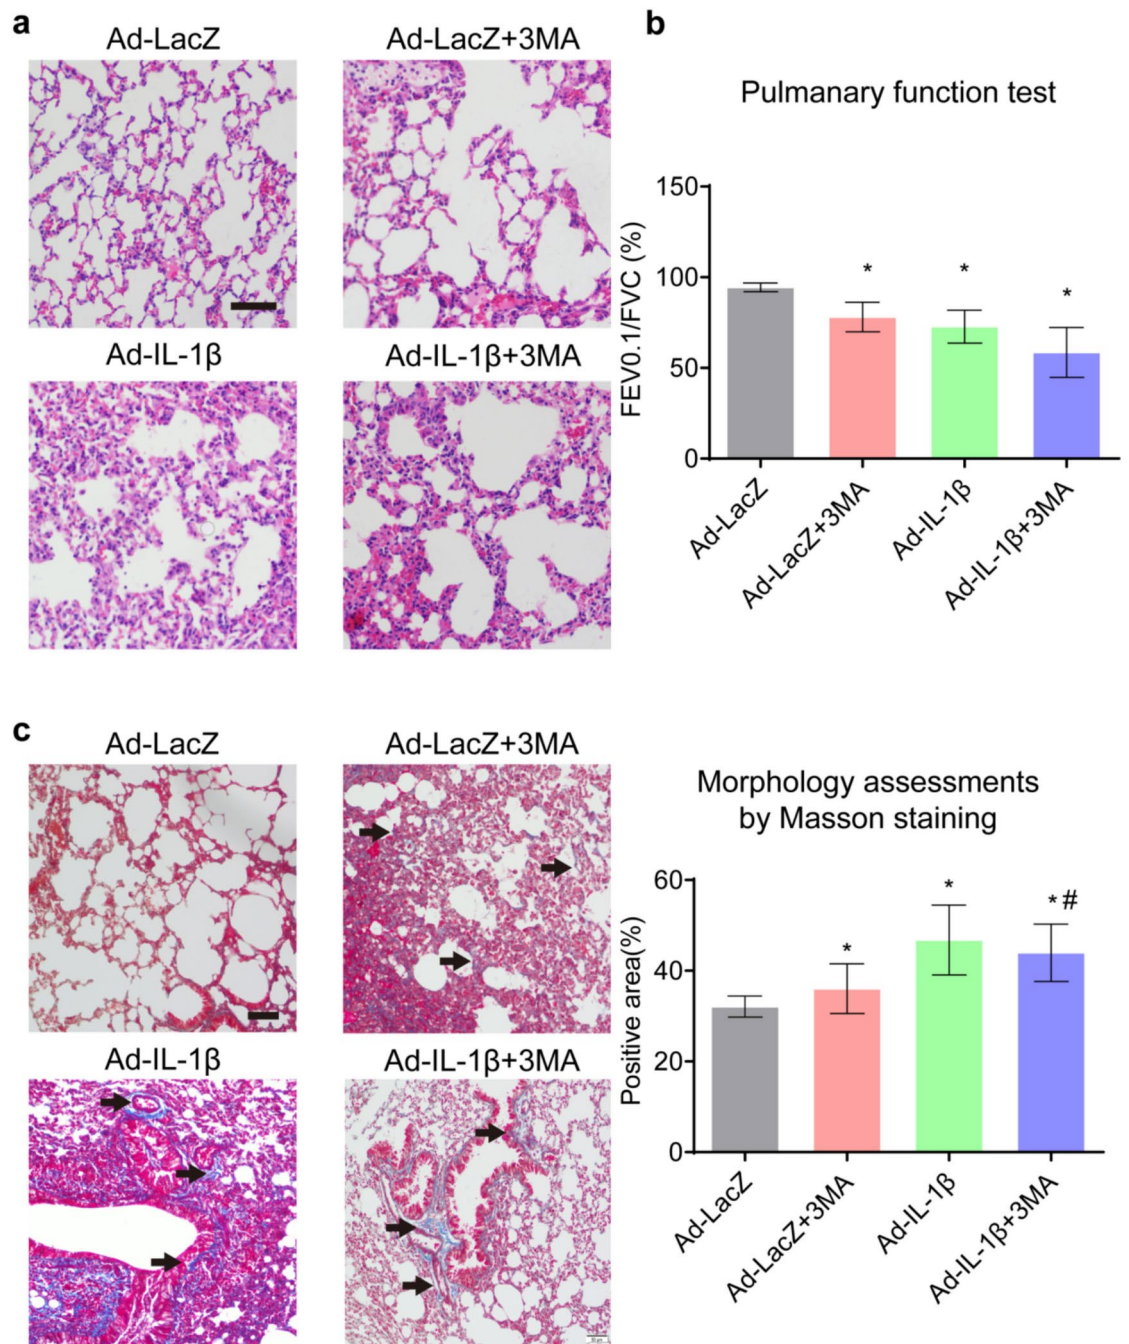 a
Ad-LacZ
Ad-LacZ+3MA
Ad-IL-1β
Ad-IL-1β+3MA
b
Pulmanary function test
FEV0.1/FVC (%)
150
100
50
0
*
*
*
Ad-LacZ
Ad-LacZ+3MA
Ad-IL-1β
Ad-IL-1β+3MA
c
Ad-LacZ
Ad-LacZ+3MA
Ad-IL-1β
Ad-IL-1β+3MA
Morphology assessments
by Masson staining
Positive area(%)
60
40
20
0
*
*
*#
Ad-LacZ
Ad-LacZ+3MA
Ad-IL-1β
Ad-IL-1β+3MA